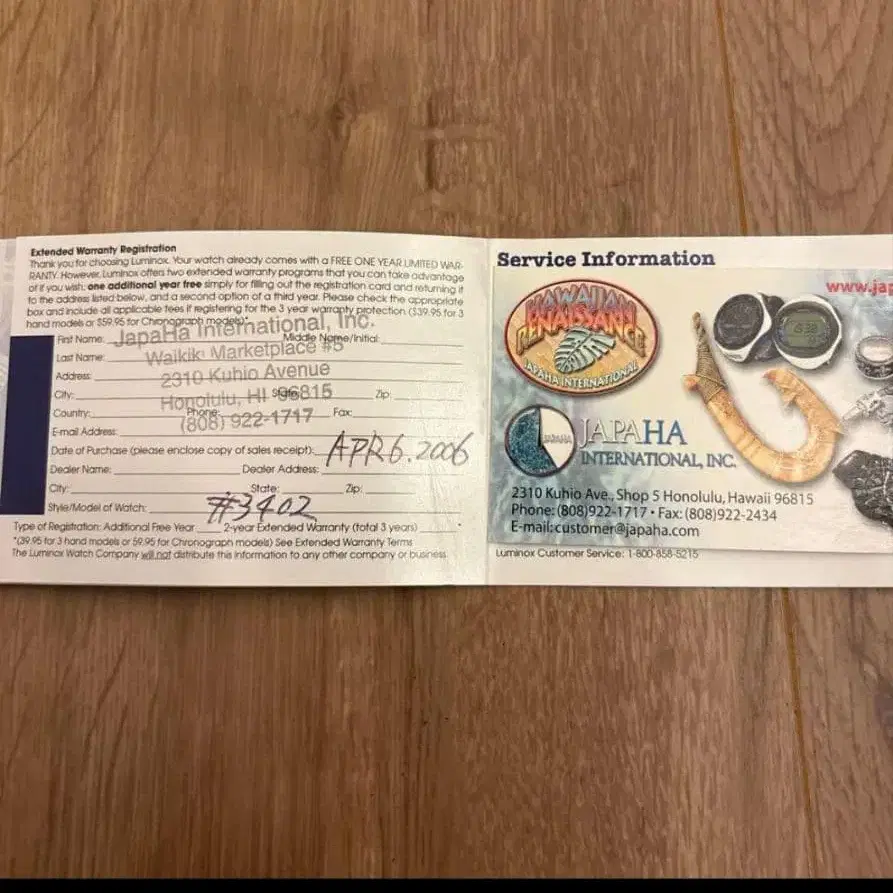 Extended Warranty Registration
Thank you for choosing Luminox. Your watch already comes with a FREE ONE YEAR LIMITED WAR-
RANTY. However, Luminox offers two extended warranty programs that you can take advantage
of if you wish: one additional year free simply for filling out the registration card and returning it
to the address listed below, and a second option of a third year. Please check the appropriate
box and include all applicable fees if registering for the 3 year warranty protection ($39.95 for 3
hand models or $59.95 for Chronograph models)*.
JapaHa International, Inc.
First Name: Middle Name/Initial:
Waikiki Marketplace #5
Last Name:
2310 Kuhio Avenue
Address:
Honolulu, HI 96815
City: State: Zip:
(808) 922-1717
Country: Phone: Fax:
E-mail Address:
Date of Purchase (please enclose copy of sales receipt): APR 6. 2006
Dealer Name: Dealer Address:
City: State: Zip:
Style/Model of Watch: #3402
Type of Registration: Additional Free Year 2-year Extended Warranty (total 3 years)
*(39.95 for 3 hand models or 59.95 for Chronograph models) See Extended Warranty Terms
The Luminox Watch Company will not distribute this information to any other company or business.
Service Information
www.jap
HAWAIIAN
RENAISSANCE
JAPAHA INTERNATIONAL
JAPAHA
JAPAHA
INTERNATIONAL, INC.
2310 Kuhio Ave., Shop 5 Honolulu, Hawaii 96815
Phone: (808)922-1717 • Fax: (808)922-2434
E-mail: customer@japaha.com
Luminox Customer Service: 1-800-858-5215